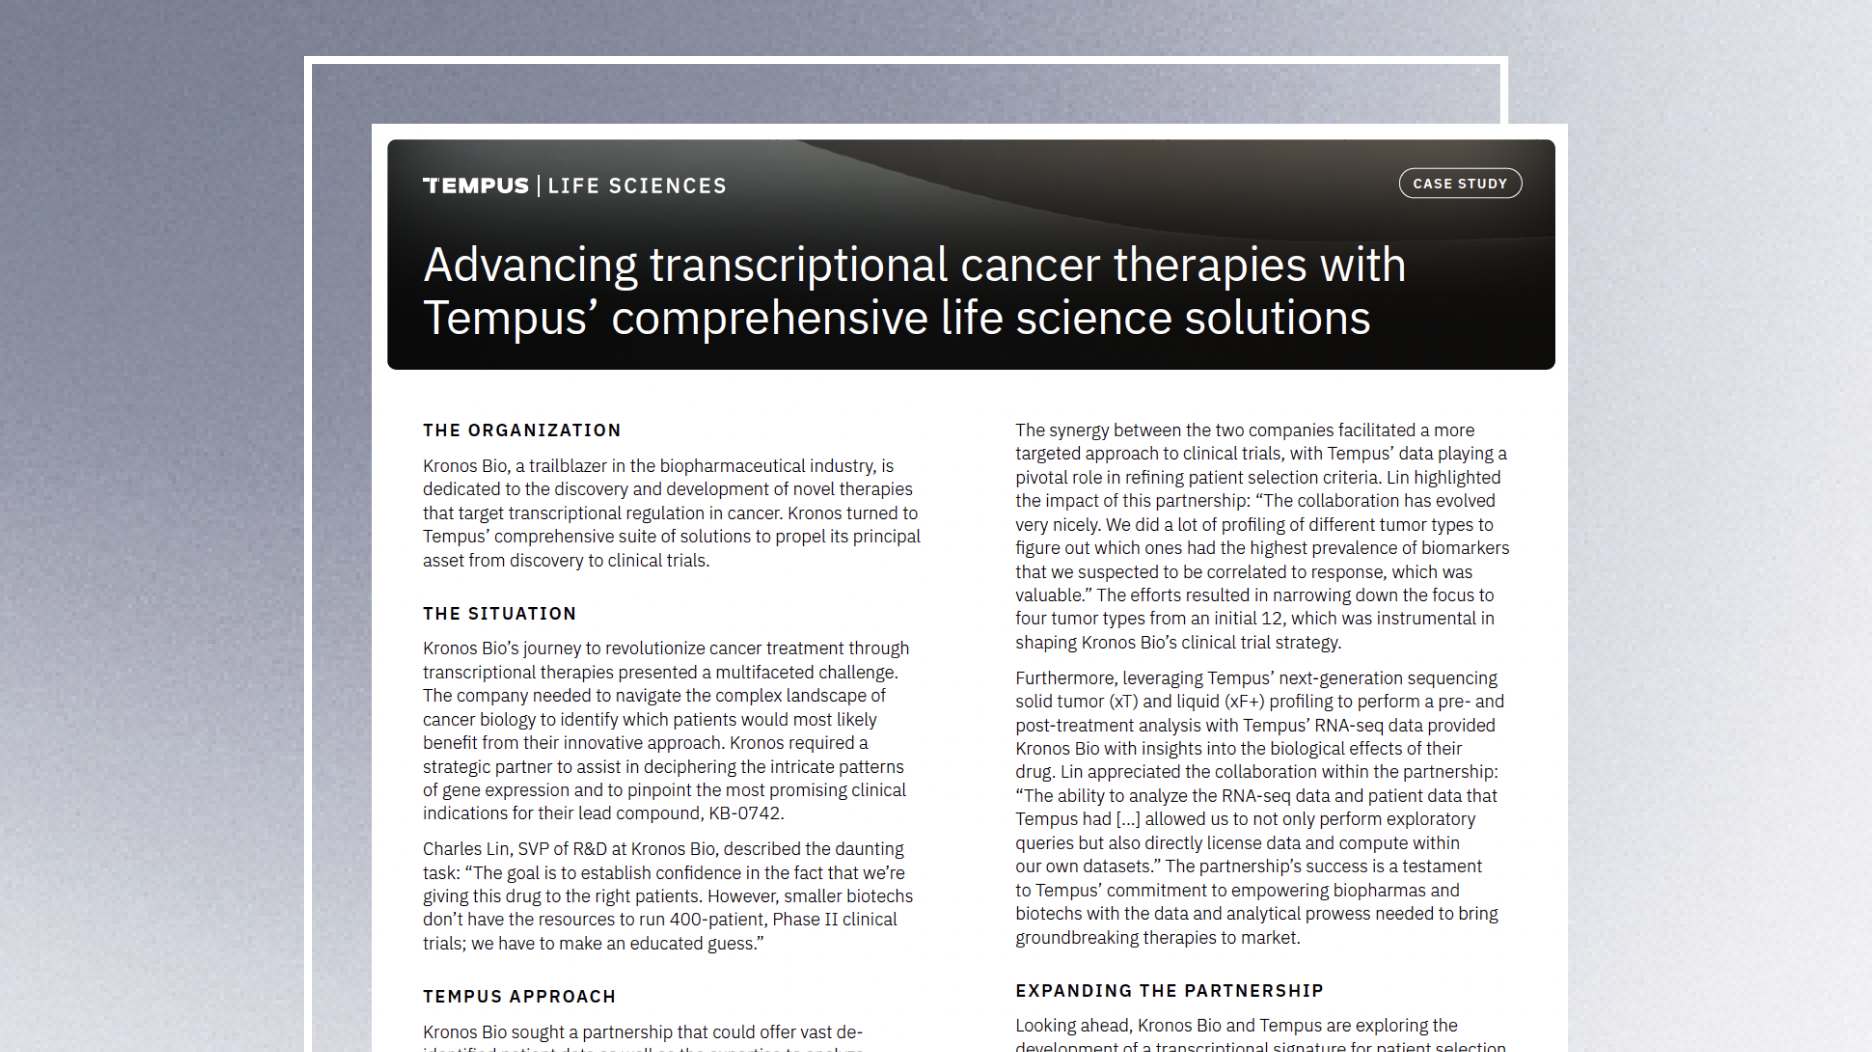 TEMPUS | LIFE SCIENCES
CASE STUDY
Advancing transcriptional cancer therapies with
Tempus’ comprehensive life science solutions
THE ORGANIZATION
Kronos Bio, a trailblazer in the biopharmaceutical industry, is
dedicated to the discovery and development of novel therapies
that target transcriptional regulation in cancer. Kronos turned to
Tempus’ comprehensive suite of solutions to propel its principal
asset from discovery to clinical trials.
THE SITUATION
Kronos Bio’s journey to revolutionize cancer treatment through
transcriptional therapies presented a multifaceted challenge.
The company needed to navigate the complex landscape of
cancer biology to identify which patients would most likely
benefit from their innovative approach. Kronos required a
strategic partner to assist in deciphering the intricate patterns
of gene expression and to pinpoint the most promising clinical
indications for their lead compound, KB-0742.
Charles Lin, SVP of R&D at Kronos Bio, described the daunting
task: “The goal is to establish confidence in the fact that we’re
giving this drug to the right patients. However, smaller biotechs
don’t have the resources to run 400-patient, Phase II clinical
trials; we have to make an educated guess.”
TEMPUS APPROACH
Kronos Bio sought a partnership that could offer vast de-
identified patient data as well as the expertise to analyze
The synergy between the two companies facilitated a more
targeted approach to clinical trials, with Tempus’ data playing a
pivotal role in refining patient selection criteria. Lin highlighted
the impact of this partnership: “The collaboration has evolved
very nicely. We did a lot of profiling of different tumor types to
figure out which ones had the highest prevalence of biomarkers
that we suspected to be correlated to response, which was
valuable.” The efforts resulted in narrowing down the focus to
four tumor types from an initial 12, which was instrumental in
shaping Kronos Bio’s clinical trial strategy.
Furthermore, leveraging Tempus’ next-generation sequencing
solid tumor (xT) and liquid (xF+) profiling to perform a pre- and
post-treatment analysis with Tempus’ RNA-seq data provided
Kronos Bio with insights into the biological effects of their
drug. Lin appreciated the collaboration within the partnership:
“The ability to analyze the RNA-seq data and patient data that
Tempus had [...] allowed us to not only perform exploratory
queries but also directly license data and compute within
our own datasets.” The partnership’s success is a testament
to Tempus’ commitment to empowering biopharmas and
biotechs with the data and analytical prowess needed to bring
groundbreaking therapies to market.
EXPANDING THE PARTNERSHIP
Looking ahead, Kronos Bio and Tempus are exploring the
development of a transcriptional signature for patient selection